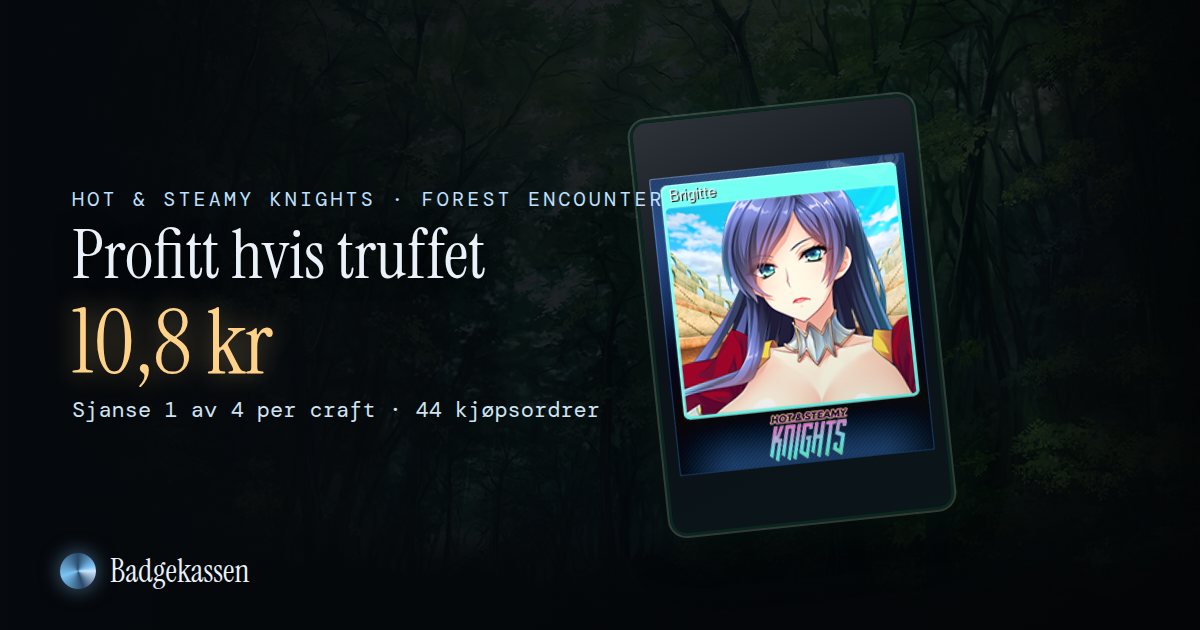 HOT & STEAMY KNIGHTS · FOREST ENCOUNTER
Profitt hvis truffet
10,8 kr
Sjanse 1 av 4 per craft · 44 kjøpsordrer
Brigitte
HOT & STEAMY
KNIGHTS
Badgekassen